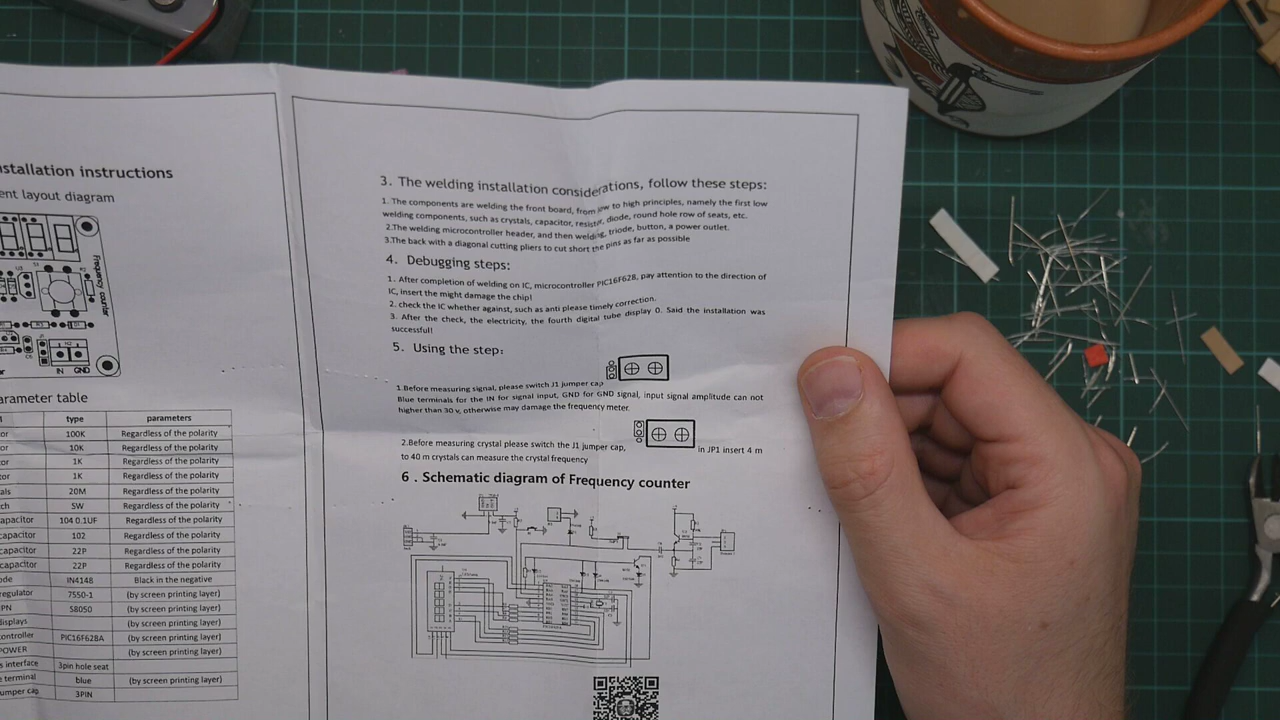 stallation instructions
ent layout diagram
Frequency counter
IN GND
arameter table
type parameters
100K Regardless of the polarity
10K Regardless of the polarity
1K Regardless of the polarity
1K Regardless of the polarity
als 20M Regardless of the polarity
ch SW Regardless of the polarity
apacitor 104 0.1UF Regardless of the polarity
capacitor 102 Regardless of the polarity
capacitor 22P Regardless of the polarity
capacitor 22P Regardless of the polarity
ode IN4148 Black in the negative
regulator 7550-1 (by screen printing layer)
PN S8050 (by screen printing layer)
displays (by screen printing layer)
controller PIC16F628A (by screen printing layer)
POWER (by screen printing layer)
s interface 3pin hole seat
e terminal blue (by screen printing layer)
umper cap 3PIN
3. The welding installation considerations, follow these steps:
1. The components are welding the front board, from low to high principles, namely the first low
welding components, such as crystals, capacitor, resistor, diode, round hole row of seats, etc.
2.The welding microcontroller header, and then welding, triode, button, a power outlet.
3.The back with a diagonal cutting pliers to cut short the pins as far as possible
4. Debugging steps:
1. After completion of welding on IC, microcontroller PIC16F628, pay attention to the direction of
IC, insert the might damage the chip!
2. check the IC whether against, such as anti please timely correction.
3. After the check, the electricity, the fourth digital tube display 0. Said the installation was
successful!
5. Using the step:
1.Before measuring signal, please switch J1 jumper cap
Blue terminals for the IN for signal input, GND for GND signal, input signal amplitude can not
higher than 30 v, otherwise may damage the frequency meter.
2.Before measuring crystal please switch the J1 jumper cap, in JP1 insert 4 m
to 40 m crystals can measure the crystal frequency
6 . Schematic diagram of Frequency counter